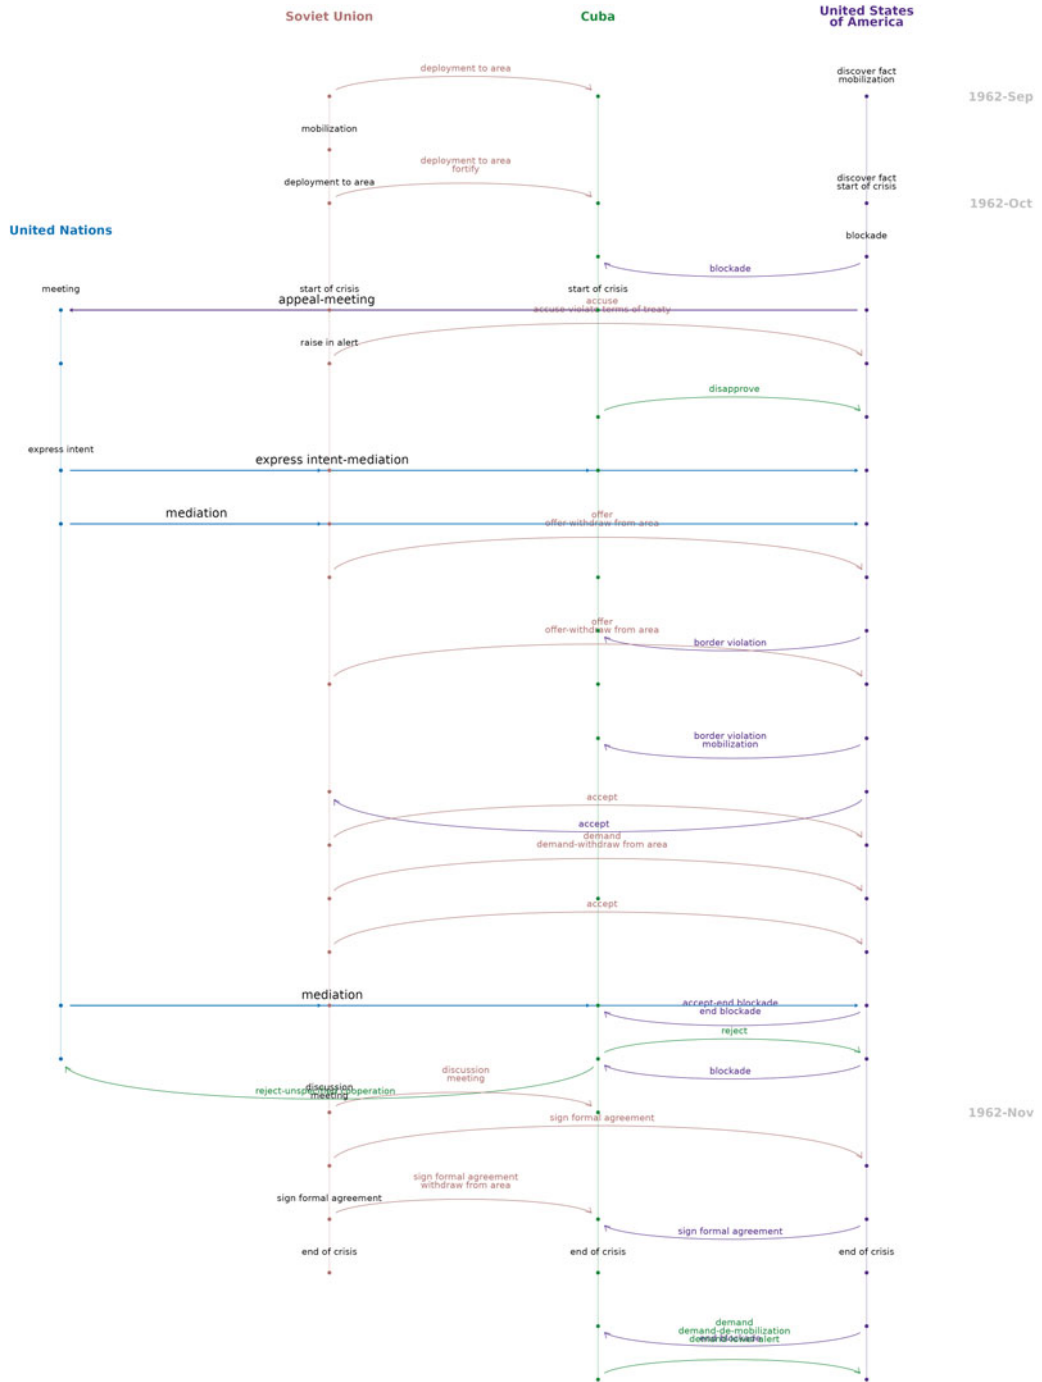 Soviet Union
Cuba
United States
of America
deployment to area
discover fact
mobilization
1962-Sep
mobilization
deployment to area
fortify
deployment to area
discover fact
start of crisis
1962-Oct
United Nations
blockade
blockade
meeting
start of crisis
start of crisis
appeal-meeting
accuse
accuse-violate terms of treaty
raise in alert
disapprove
express intent
express intent-mediation
mediation
offer
offer-withdraw from area
offer
offer-withdraw from area
border violation
border violation
mobilization
accept
accept
demand
demand-withdraw from area
accept
mediation
accept-end blockade
end blockade
reject
blockade
discussion
meeting
discussion
meeting
reject-unspecified cooperation
sign formal agreement
1962-Nov
sign formal agreement
withdraw from area
sign formal agreement
sign formal agreement
end of crisis
end of crisis
end of crisis
demand
demand-de-mobilization
end blockade